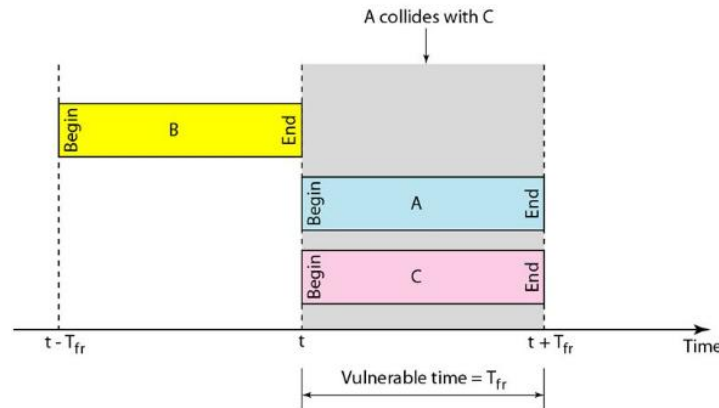 A collides with C
Begin B End
Begin A End
Begin C End
t - Tfr t t + Tfr Time
Vulnerable time = Tfr